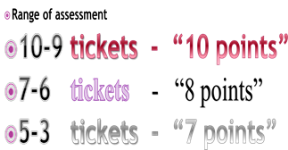 Range of assessment
10-9 tickets - “10 points”
7-6 tickets - “8 points”
5-3 tickets - “7 points”